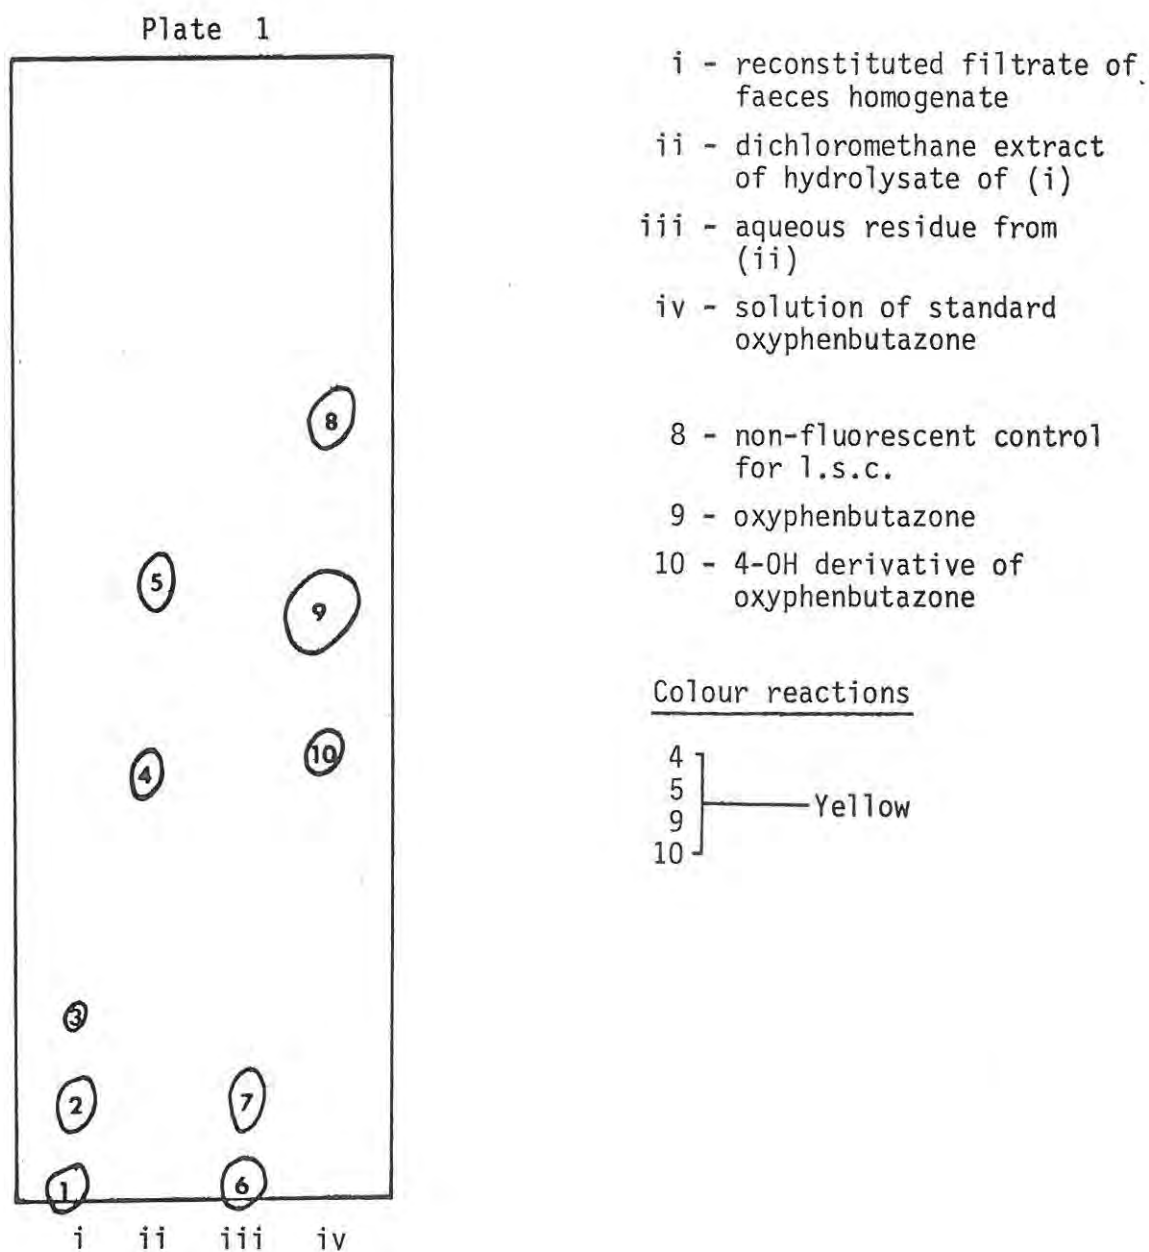 Plate 1
8
5
9
4
10
3
2
7
1
6
i ii iii iv
i - reconstituted filtrate of
faeces homogenate
ii - dichloromethane extract
of hydrolysate of (i)
iii - aqueous residue from
(ii)
iv - solution of standard
oxyphenbutazone
8 - non-fluorescent control
for l.s.c.
9 - oxyphenbutazone
10 - 4-OH derivative of
oxyphenbutazone
Colour reactions
4
5
9
10
Yellow